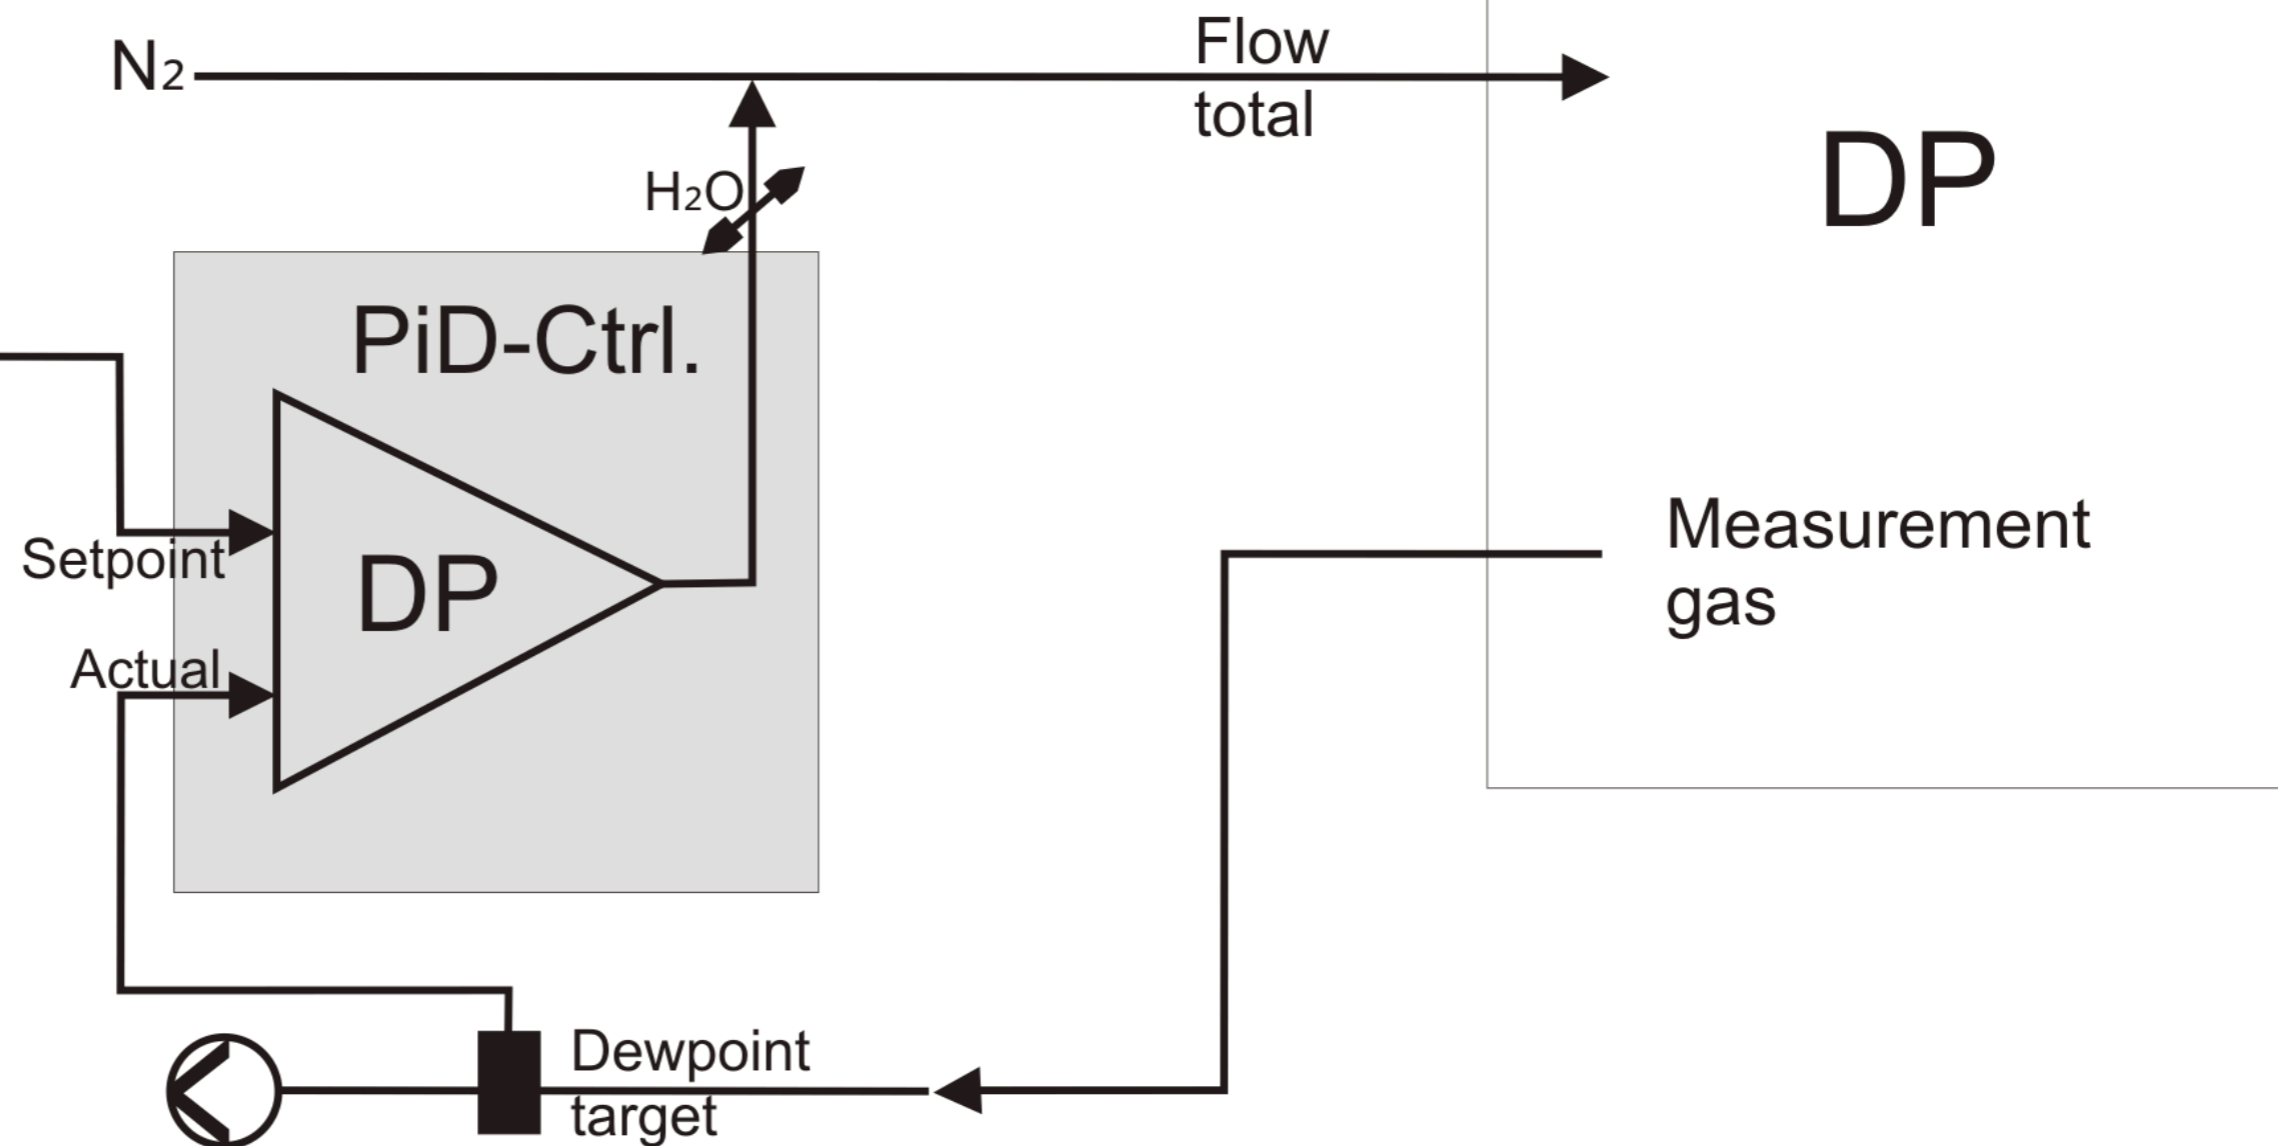 N2
Flow
total
DP
H2O
PiD-Ctrl.
Setpoint
DP
Actual
Measurement
gas
Dewpoint
target